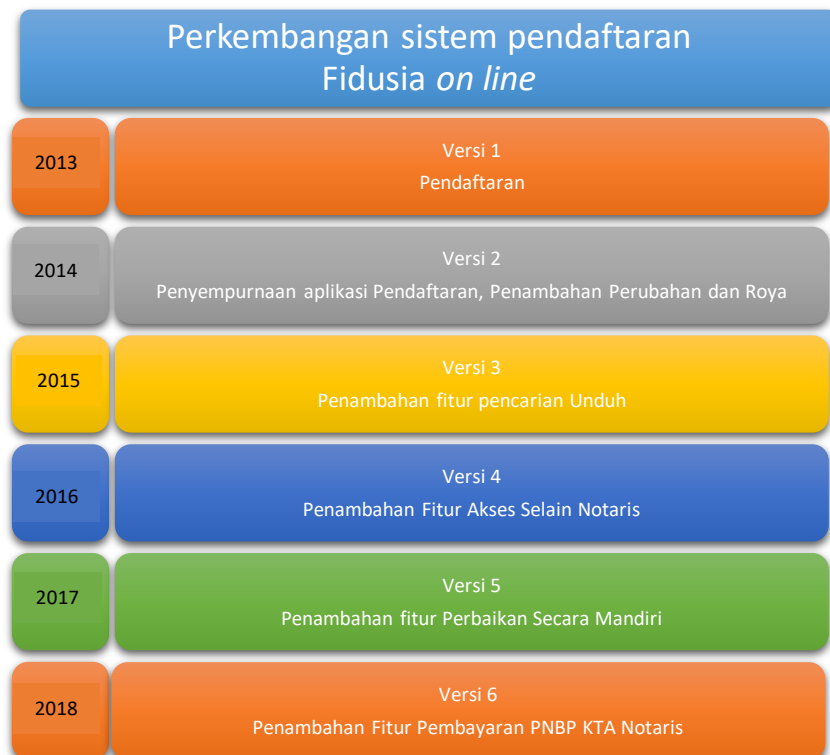 Perkembangan sistem pendaftaran
Fidusia on line
2013
Versi 1
Pendaftaran
2014
Versi 2
Penyempurnaan aplikasi Pendaftaran, Penambahan Perubahan dan Roya
2015
Versi 3
Penambahan fitur pencarian Unduh
2016
Versi 4
Penambahan Fitur Akses Selain Notaris
2017
Versi 5
Penambahan fitur Perbaikan Secara Mandiri
2018
Versi 6
Penambahan Fitur Pembayaran PNBP KTA Notaris